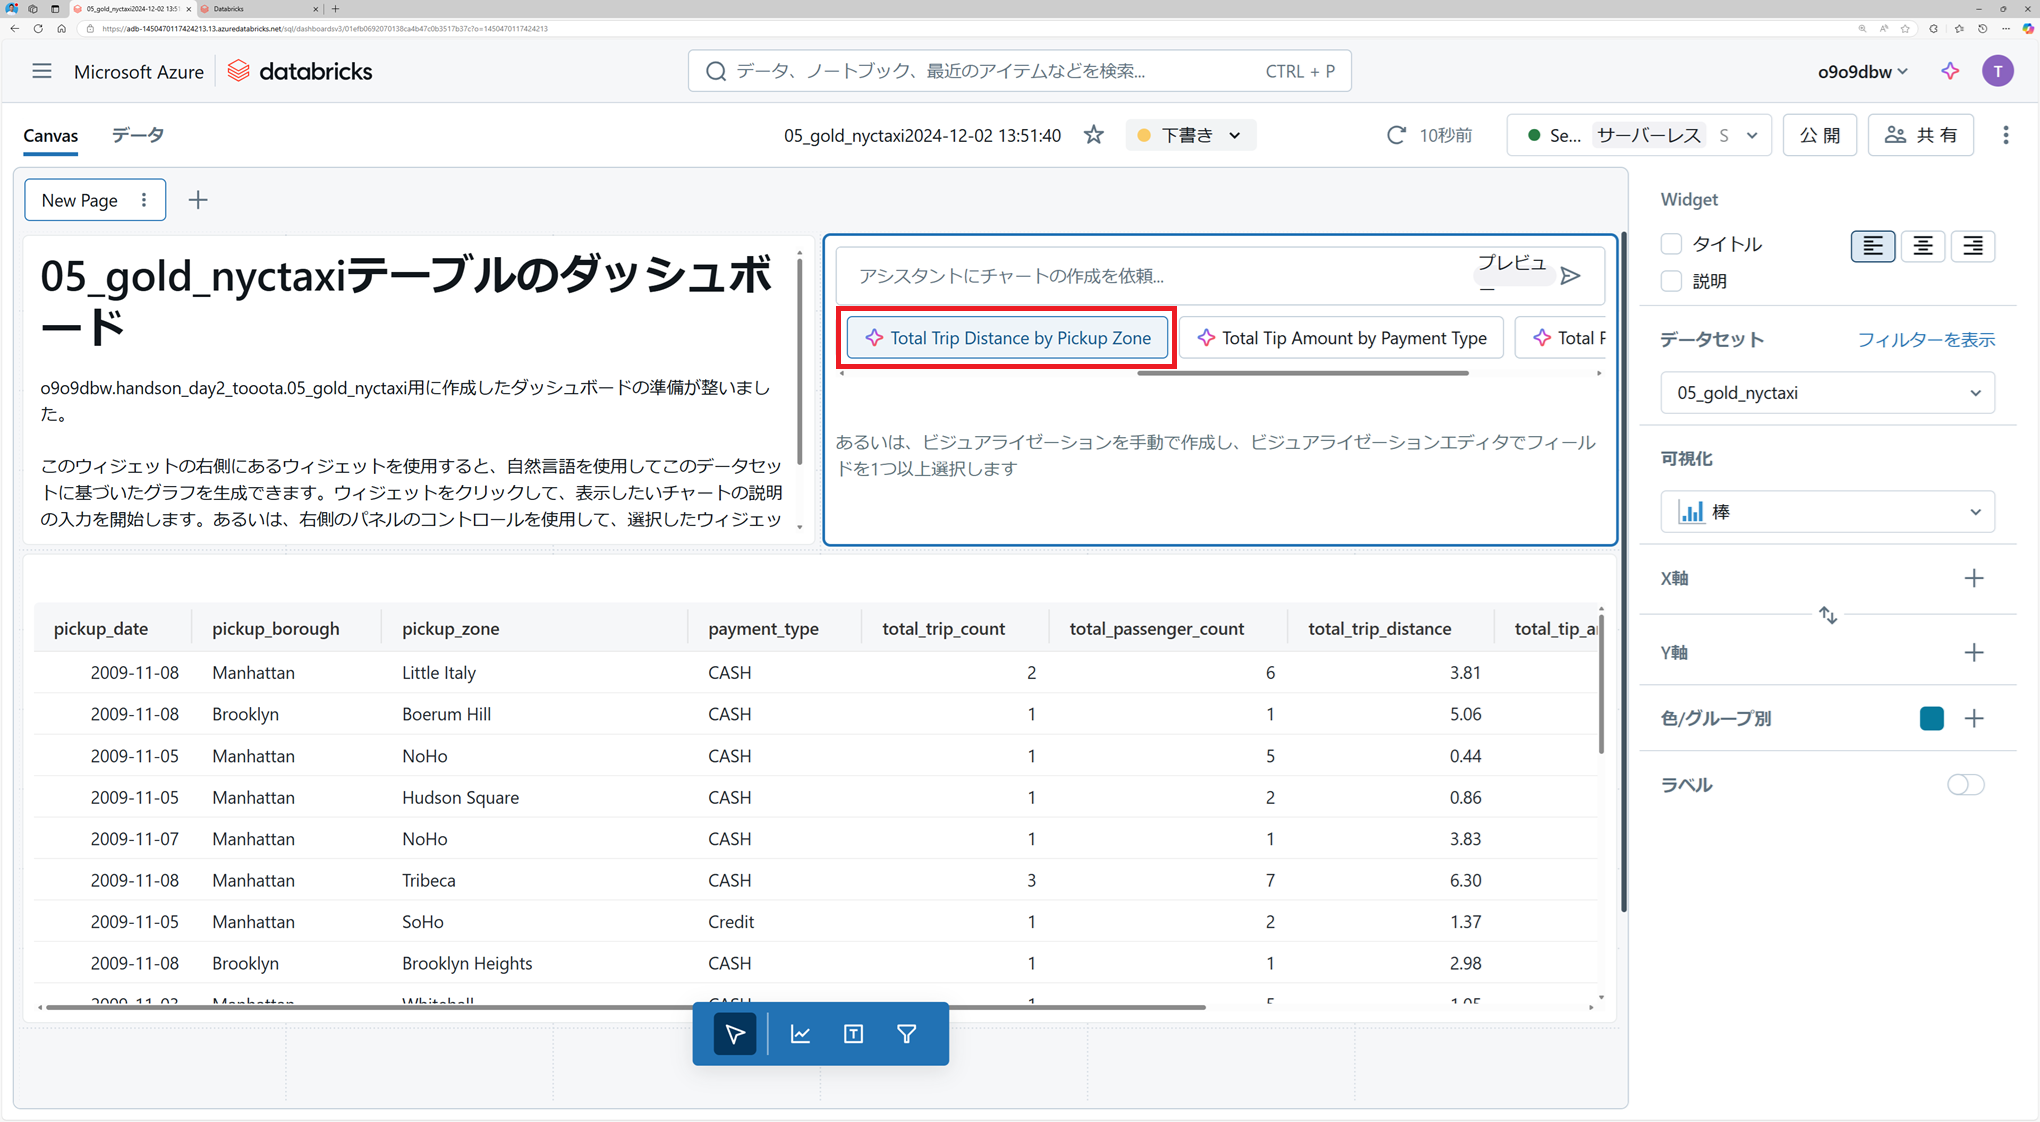 05_gold_nyctaxi2024-12-02 13:51
Databricks
https://adb-1450470117424213.13.azuredatabricks.net/sql/dashboardsv3/01efb0692070138ca4b47c0b3517b37c?o=1450470117424213
Microsoft Azure
databricks
データ、ノートブック、最近のアイテムなどを検索...
CTRL + P
o9o9dbw
T
Canvas
データ
05_gold_nyctaxi2024-12-02 13:51:40
下書き
10秒前
Se...
サーバーレス
S
公開
共有
New Page
05_gold_nyctaxiテーブルのダッシュボ
ード
o9o9dbw.handson_day2_tooota.05_gold_nyctaxi用に作成したダッシュボードの準備が整いまし
た。
このウィジェットの右側にあるウィジェットを使用すると、自然言語を使用してこのデータセッ
トに基づいたグラフを生成できます。ウィジェットをクリックして、表示したいチャートの説明
の入力を開始します。あるいは、右側のパネルのコントロールを使用して、選択したウィジェッ
アシスタントにチャートの作成を依頼...
プレビュ
ー
Total Trip Distance by Pickup Zone
Total Tip Amount by Payment Type
Total F
あるいは、ビジュアライゼーションを手動で作成し、ビジュアライゼーションエディタでフィール
ドを1つ以上選択します
pickup_date pickup_borough pickup_zone payment_type total_trip_count total_passenger_count total_trip_distance total_tip_a
2009-11-08 Manhattan Little Italy CASH 2 6 3.81
2009-11-08 Brooklyn Boerum Hill CASH 1 1 5.06
2009-11-05 Manhattan NoHo CASH 1 5 0.44
2009-11-05 Manhattan Hudson Square CASH 1 2 0.86
2009-11-07 Manhattan NoHo CASH 1 1 3.83
2009-11-08 Manhattan Tribeca CASH 3 7 6.30
2009-11-05 Manhattan SoHo Credit 1 2 1.37
2009-11-08 Brooklyn Brooklyn Heights CASH 1 1 2.98
Manhattan Whitehall CASH 1 5
Widget
タイトル
説明
データセット
フィルターを表示
05_gold_nyctaxi
可視化
棒
X軸
Y軸
色/グループ別
ラベル